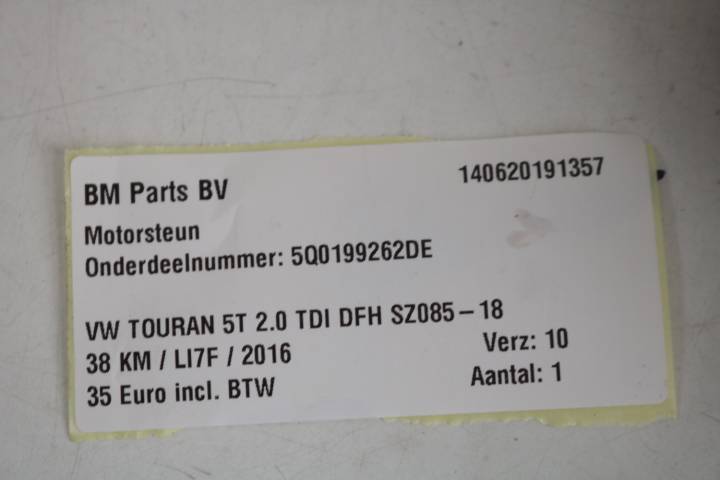 BM Parts BV
140620191357
Motorsteun
Onderdeelnummer: 5Q0199262DE
VW TOURAN 5T 2.0 TDI DFH SZ085-18
38 KM / LI7F / 2016
Verz: 10
35 Euro incl. BTW
Aantal: 1